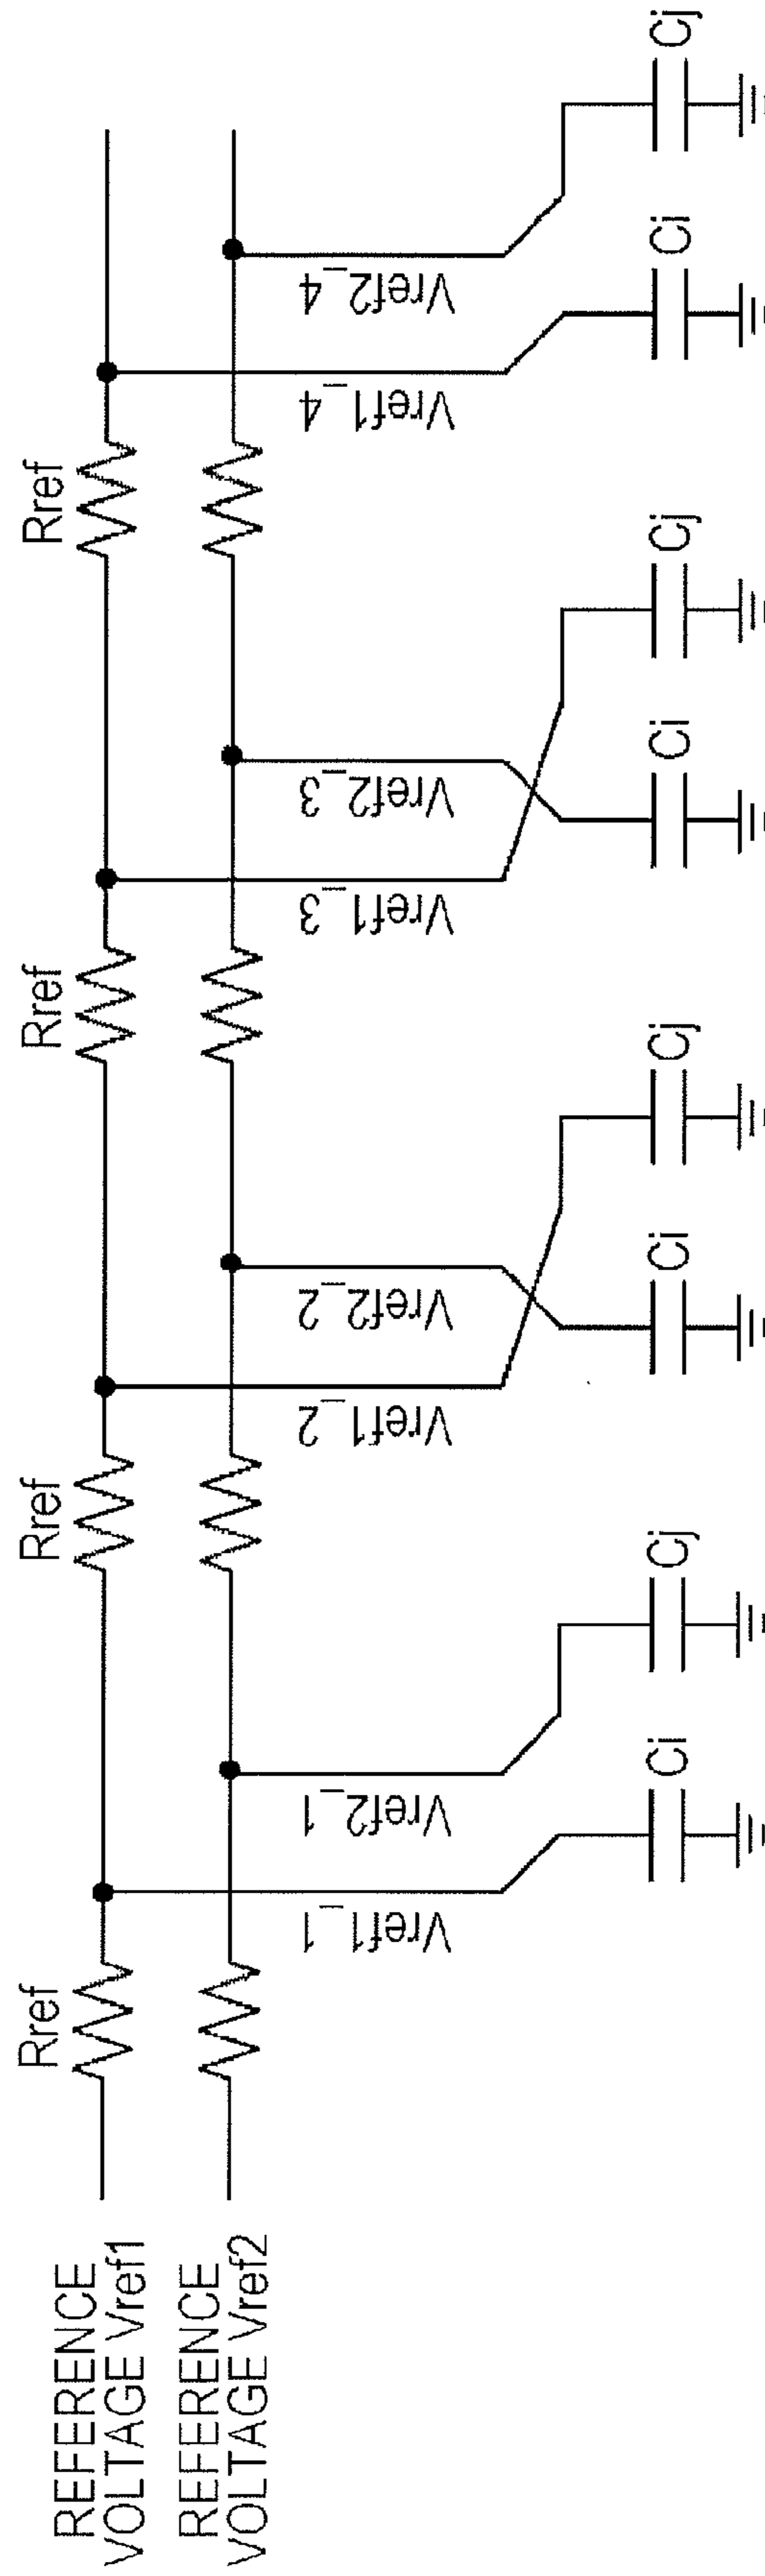 REFERENCE
VOLTAGE Vref1
REFERENCE
VOLTAGE Vref2
Rref
Rref
Rref
Rref
Vref1_1
Vref2_1
Vref1_2
Vref2_2
Vref1_3
Vref2_3
Vref1_4
Vref2_4
Ci
Cj
Ci
Cj
Ci
Cj
Ci
Cj